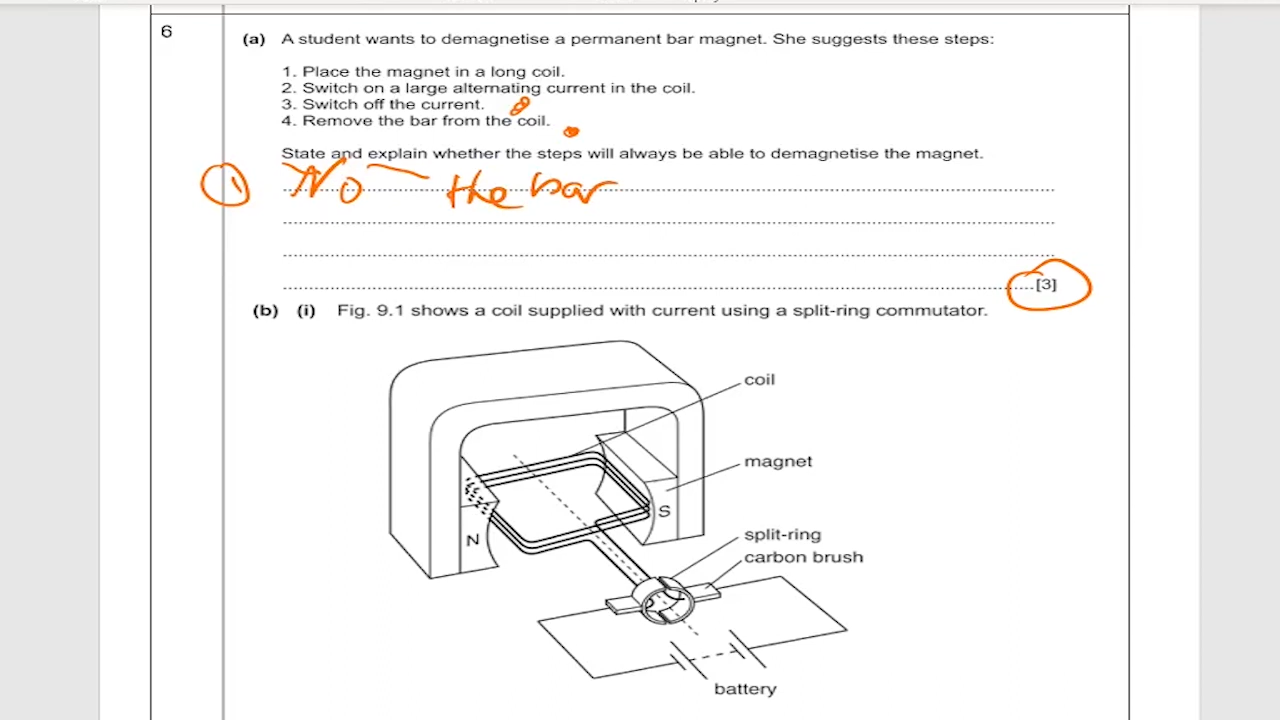 6
(a) A student wants to demagnetise a permanent bar magnet. She suggests these steps:
1. Place the magnet in a long coil.
2. Switch on a large alternating current in the coil.
3. Switch off the current.
4. Remove the bar from the coil.
State and explain whether the steps will always be able to demagnetise the magnet.
1 No – the bar
[3]
(b) (i) Fig. 9.1 shows a coil supplied with current using a split-ring commutator.
coil
magnet
S
N
split-ring
carbon brush
battery